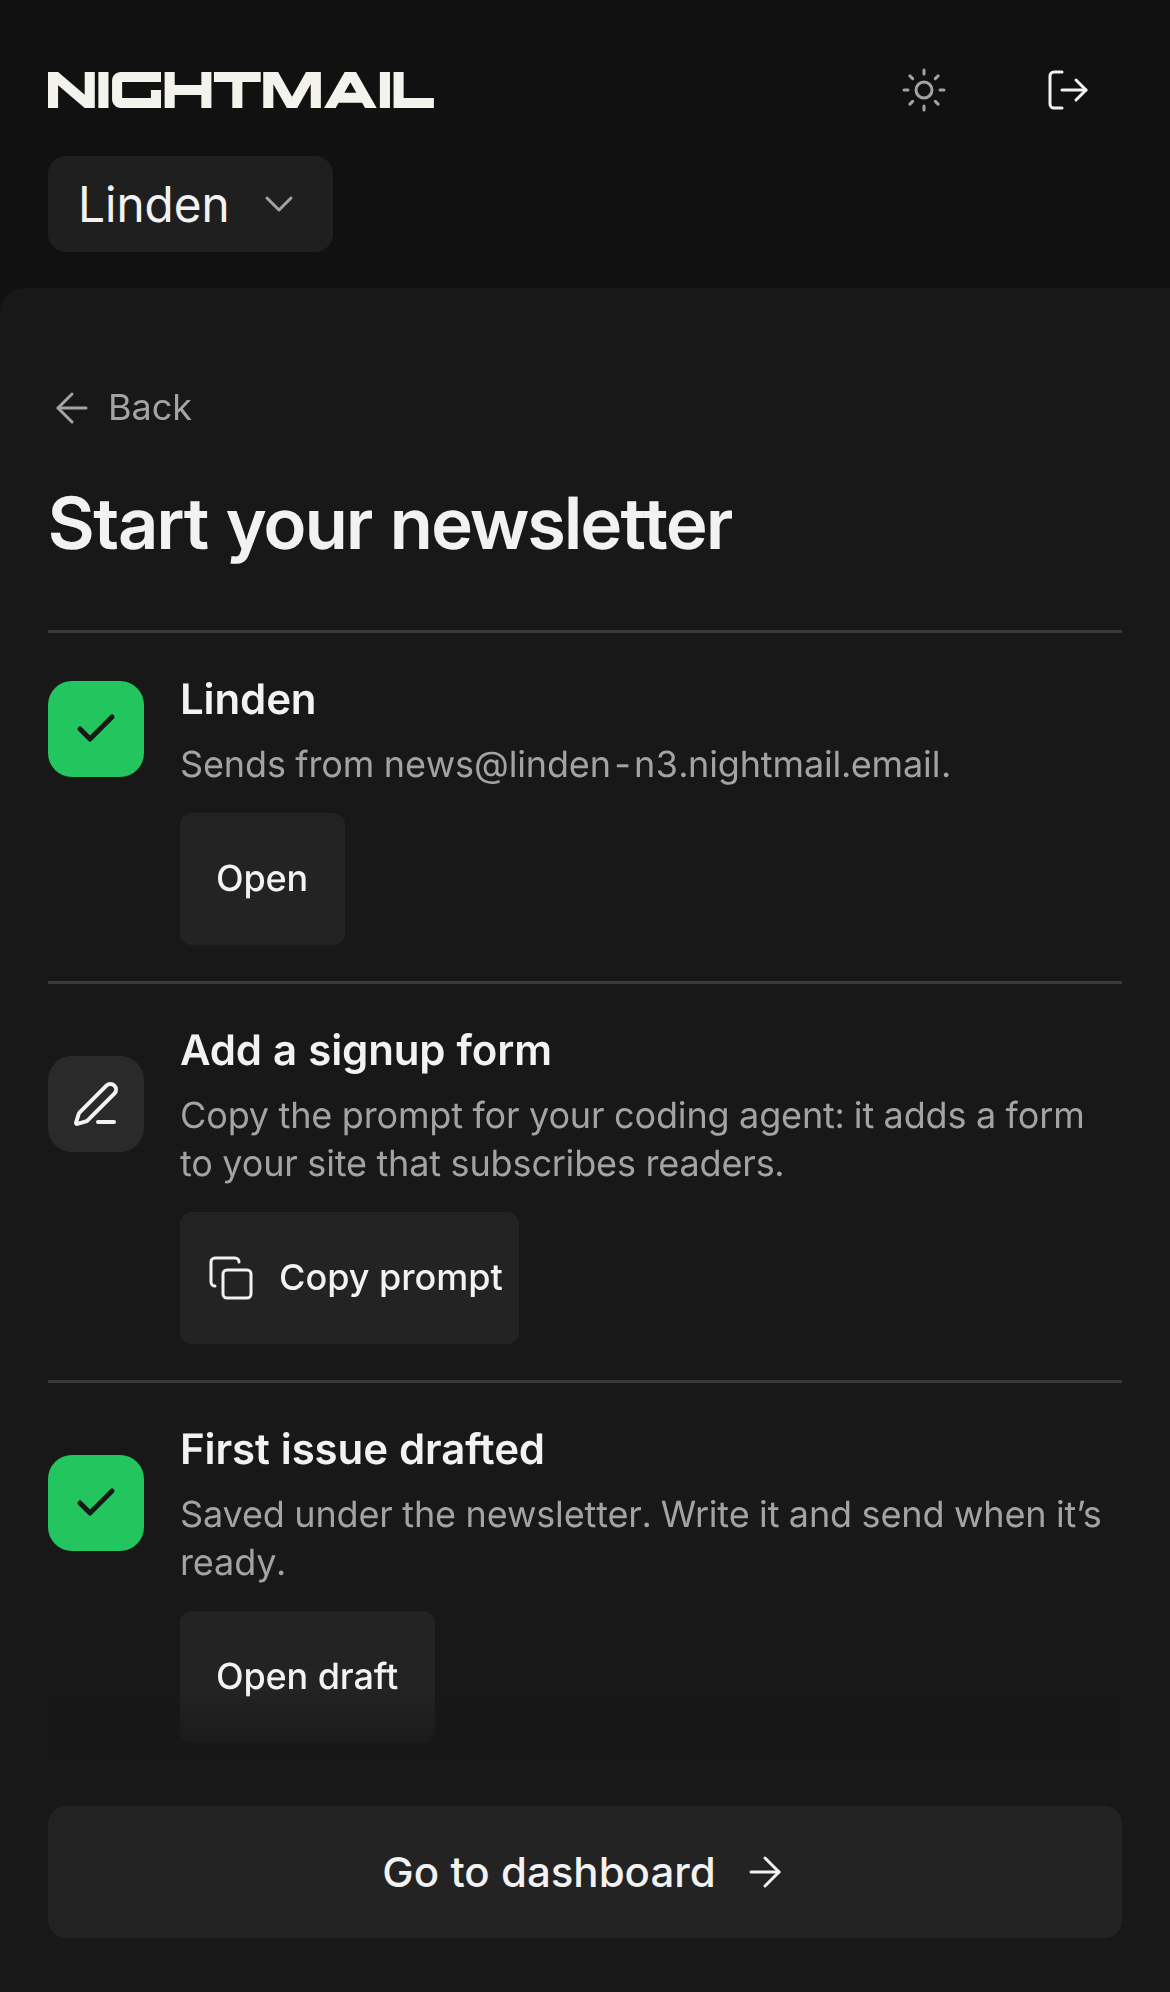 NIGHTMAIL
Linden
Back
Start your newsletter
Linden
Sends from news@linden-n3.nightmail.email.
Open
Add a signup form
Copy the prompt for your coding agent: it adds a form
to your site that subscribes readers.
Copy prompt
First issue drafted
Saved under the newsletter. Write it and send when it’s
ready.
Open draft
Go to dashboard